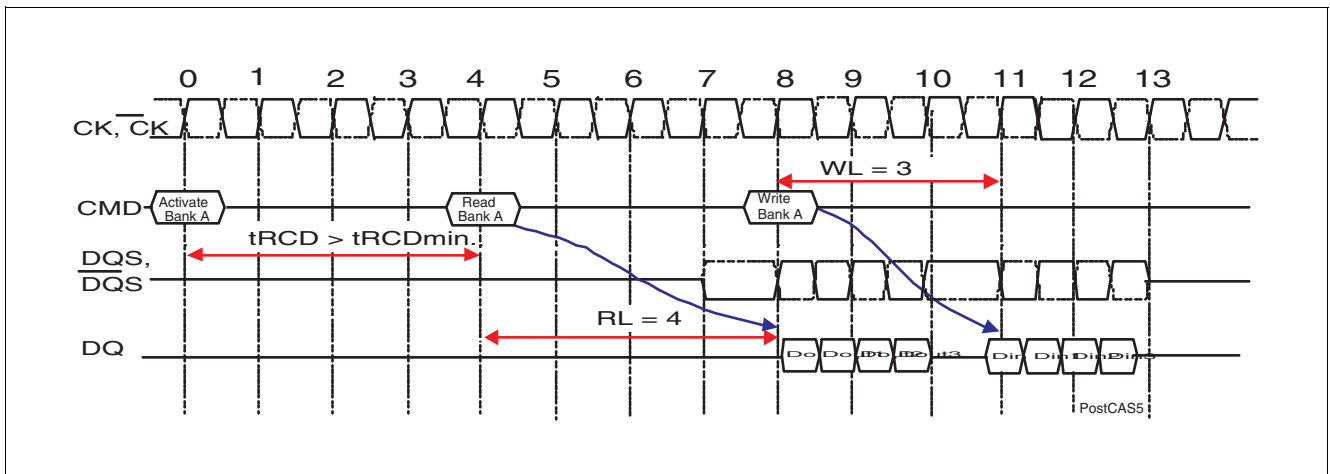 0 1 2 3 4 5 6 7 8 9 10 11 12 13
CK, CK
WL = 3
CMD
Activate
Bank A
Read
Bank A
Write
Bank A
tRCD > tRCDmin.
DQS,
DQS
RL = 4
DQ
PostCAS5